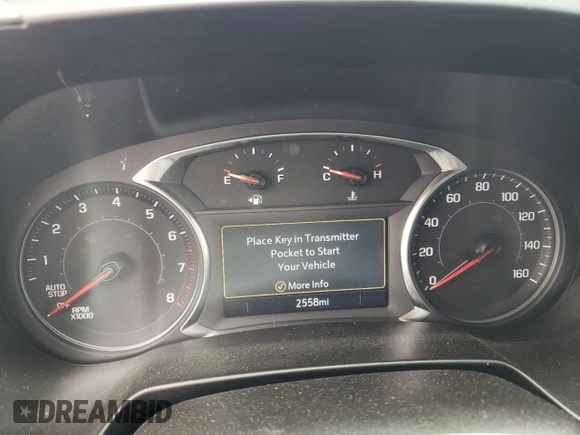 E F C H
1 2 3 4 5 6 7 8
AUTO
STOP
OFF
RPM
X1000
Place Key in Transmitter
Pocket to Start
Your Vehicle
More Info
2558mi
0 20 40 60 80 100 120 140 160
DREAMBID